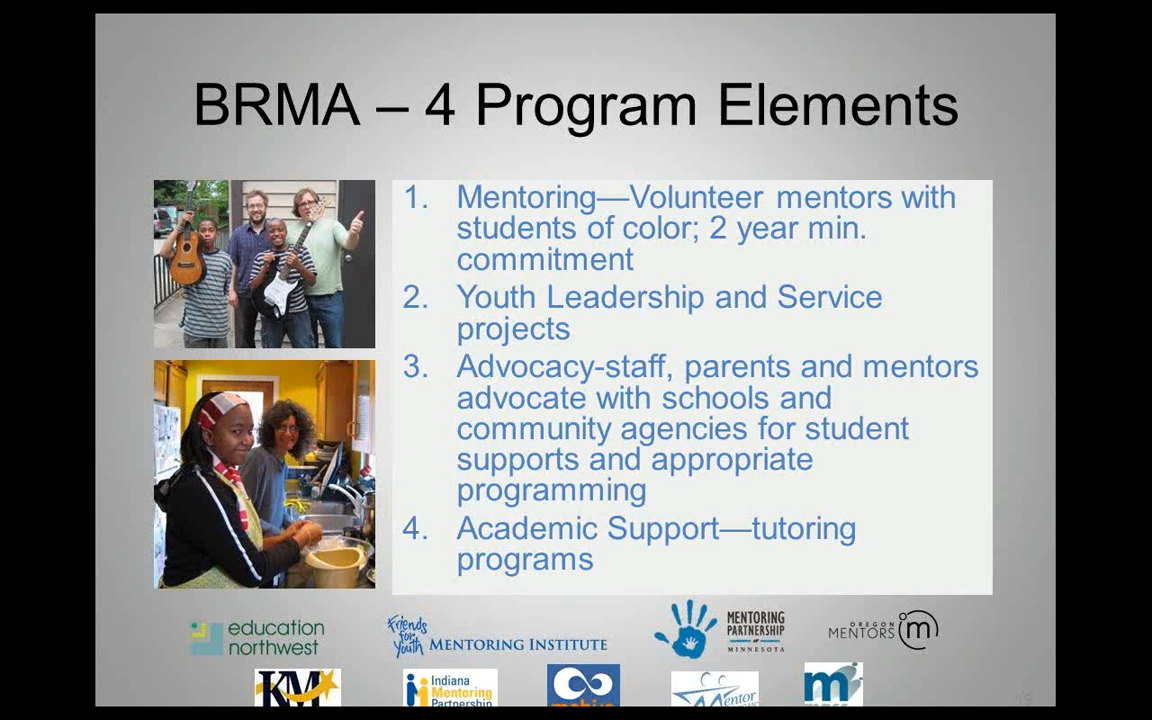 BRMA – 4 Program Elements
1. Mentoring—Volunteer mentors with
students of color; 2 year min.
commitment
2. Youth Leadership and Service
projects
3. Advocacy-staff, parents and mentors
advocate with schools and
community agencies for student
supports and appropriate
programming
4. Academic Support—tutoring
programs
education
northwest
Friends
for
Youth MENTORING INSTITUTE
MENTORING
PARTNERSHIP
of
MINNESOTA
OREGON
MENTORS m
KM
Indiana
Mentoring
Partnership
Mentor
m